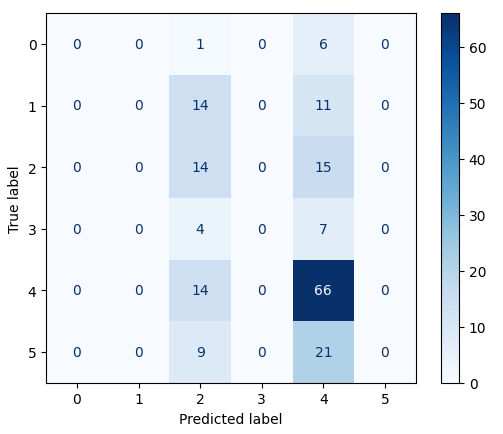 0 0 0 1 0 6 0
1 0 0 14 0 11 0
2 0 0 14 0 15 0
3 0 0 4 0 7 0
4 0 0 14 0 66 0
5 0 0 9 0 21 0
0 1 2 3 4 5
Predicted label
True label
60
50
40
30
20
10
0